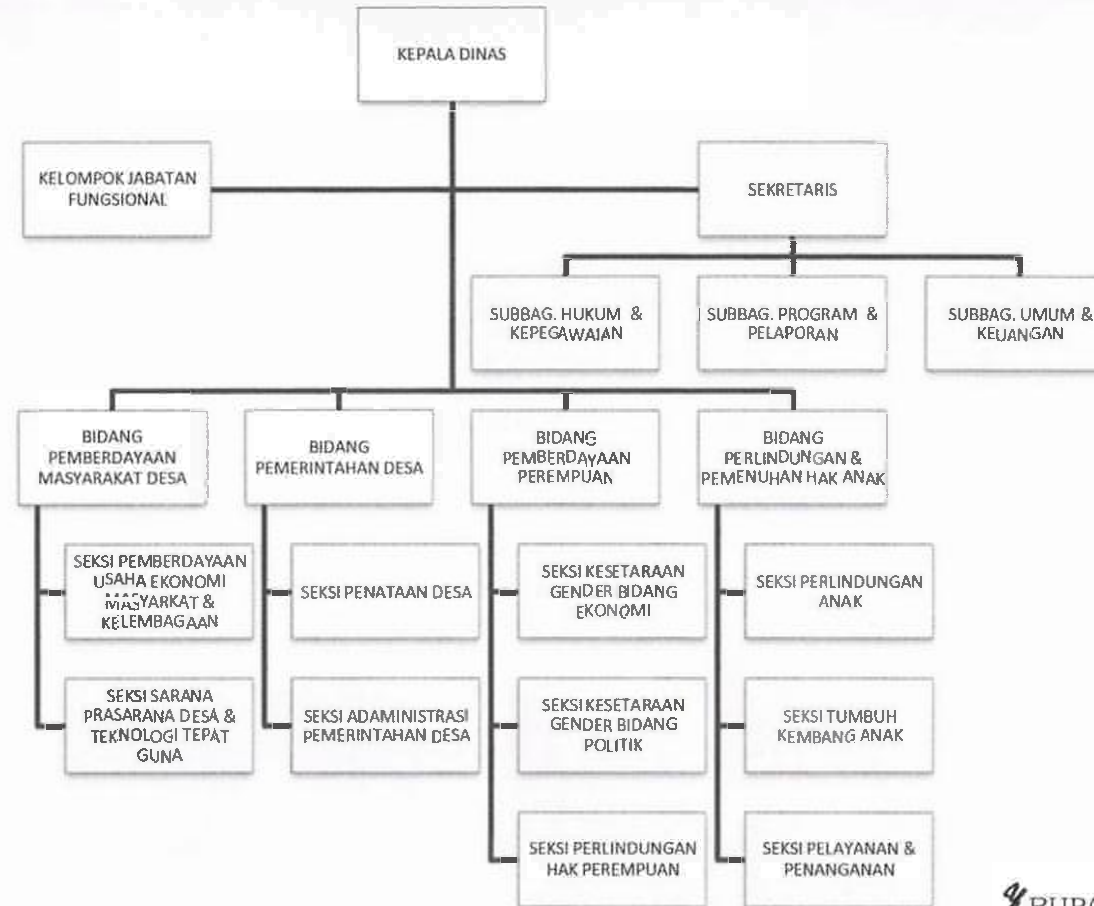 KEPALA DINAS
KELOMPOK JABATAN
FUNGSIONAL
SEKRETARIS
SUBBAG. HUKUM &
KEPEGAWAIAN
SUBBAG. PROGRAM &
PELAPORAN
SUBBAG. UMUM &
KEUANGAN
BIDANG
PEMBERDAYAAN
MASYARAKAT DESA
BIDANG
PEMERINTAHAN DESA
BIDANG
PEMBERDAYAAN
PEREMPUAN
BIDANG
PERLINDUNGAN &
PEMENUHAN HAK ANAK
SEKSI PEMBERDAYAAN
USAHA EKONOMI
MASYARKAT &
KELEMBAGAAN
SEKSI PENATAAN DESA
SEKSI KESETARAAN
GENDER BIDANG
EKONOMI
SEKSI PERLINDUNGAN
ANAK
SEKSI SARANA
PRASARANA DESA &
TEKNOLOGI TEPAT
GUNA
SEKSI ADAMINISTRASI
PEMERINTAHAN DESA
SEKSI KESETARAAN
GENDER BIDANG
POLITIK
SEKSI TUMBUH
KEMBANG ANAK
SEKSI PERLINDUNGAN
HAK PEREMPUAN
SEKSI PELAYANAN &
PENANGANAN